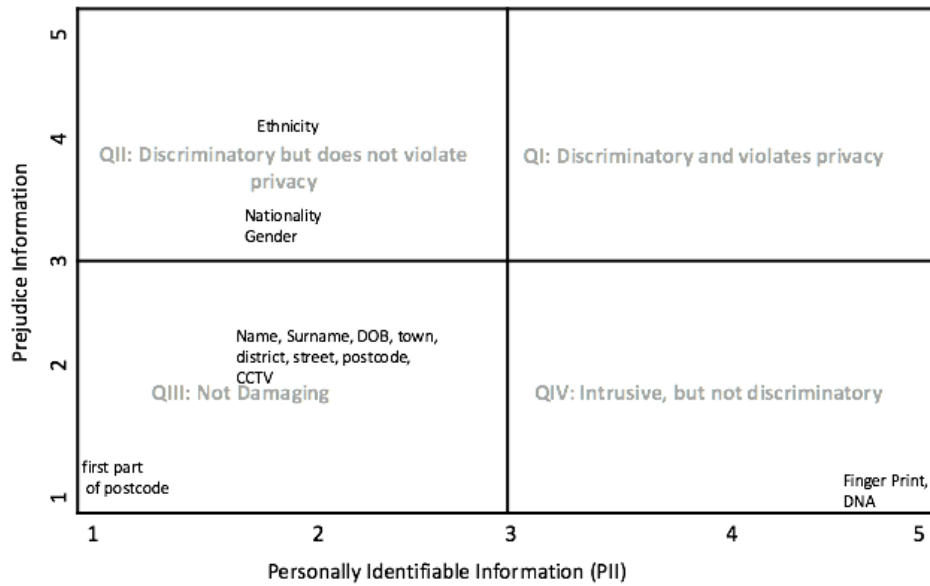 5
4
3
2
1
Prejudice Information
Ethnicity
QII: Discriminatory but does not violate
privacy
QI: Discriminatory and violates privacy
Nationality
Gender
Name, Surname, DOB, town,
district, street, postcode,
CCTV
QIII: Not Damaging
QIV: Intrusive, but not discriminatory
first part
of postcode
Finger Print,
DNA
1 2 3 4 5
Personally Identifiable Information (PII)